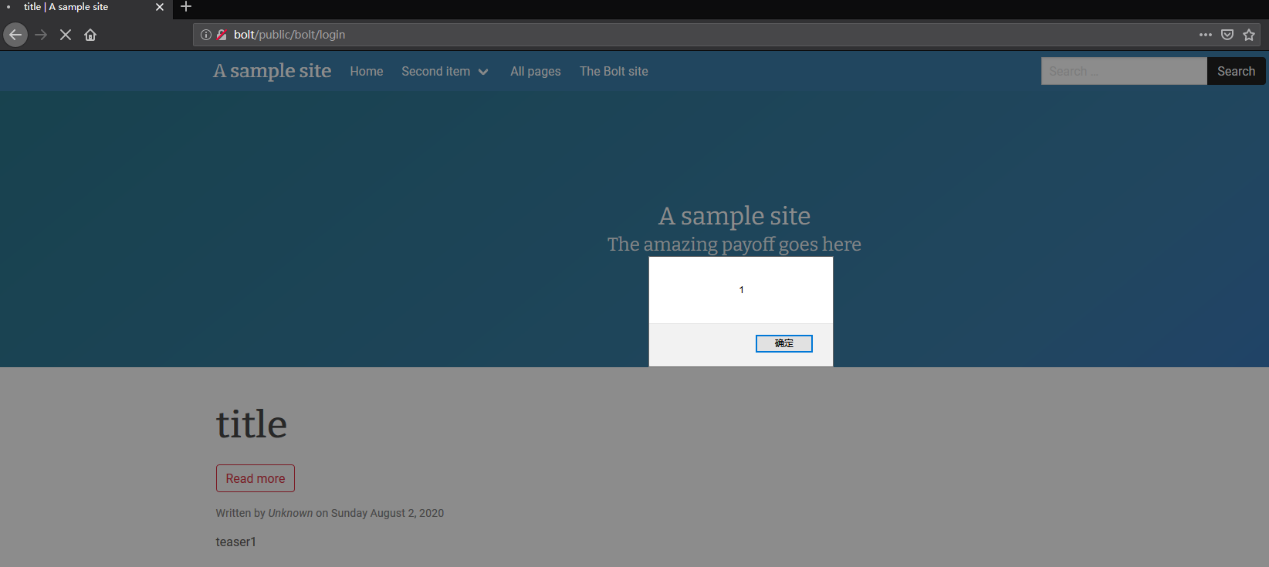 title | A sample site
bolt/public/bolt/login
A sample site Home Second item All pages The Bolt site Search ... Search
A sample site
The amazing payoff goes here
1
确定
title
Read more
Written by Unknown on Sunday August 2, 2020
teaser1